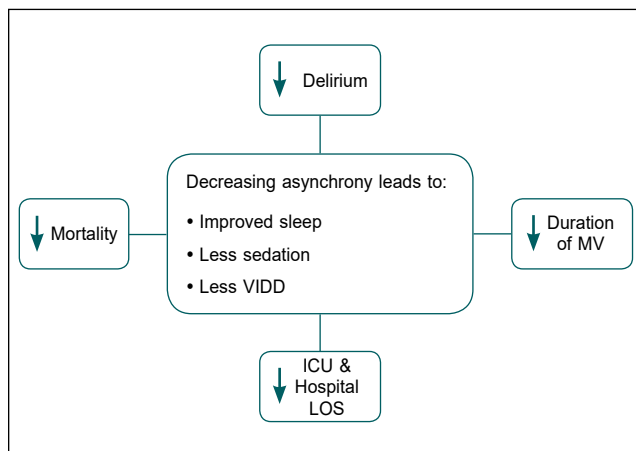 Delirium
Decreasing asynchrony leads to:
• Improved sleep
• Less sedation
• Less VIDD
Mortality
Duration
of MV
ICU &
Hospital
LOS